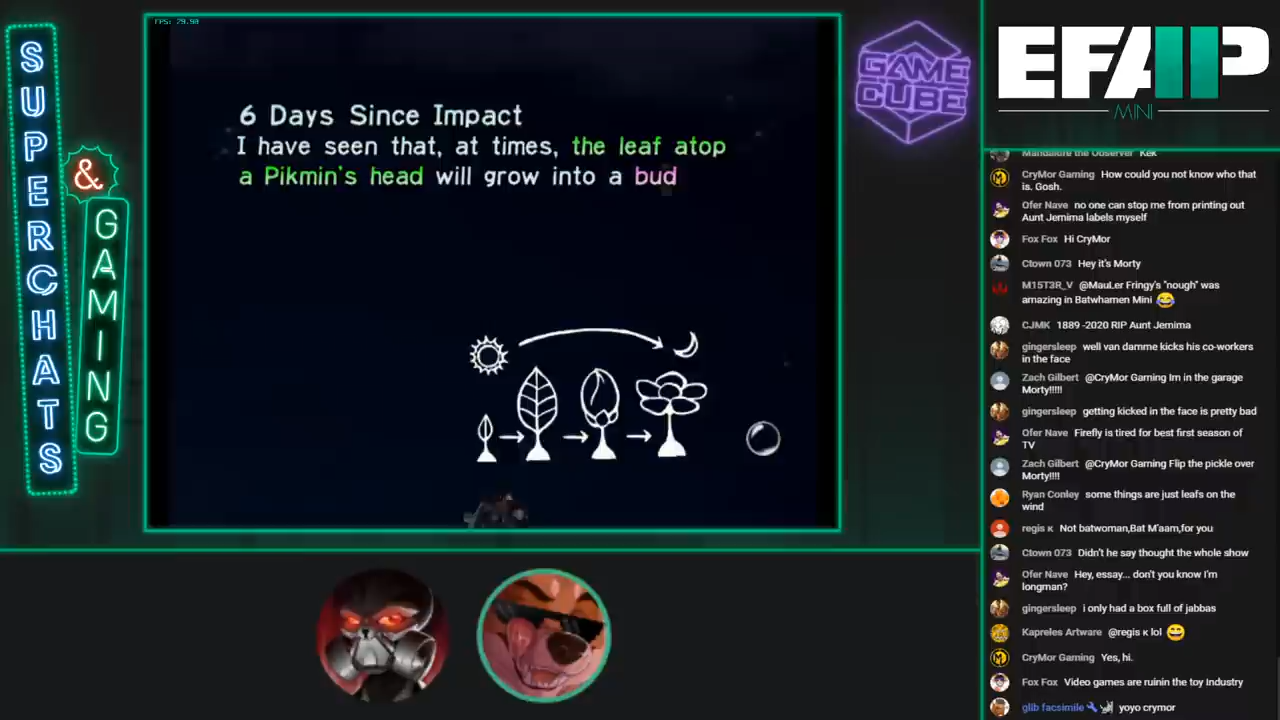 SUPERCHATS
&
GAMING
FPS: 29.98
6 Days Since Impact
I have seen that, at times, the leaf atop
a Pikmin's head will grow into a bud
GAME
CUBE
EFAP
MINI
Mandalore the Observer Kek
CryMor Gaming How could you not know who that
is. Gosh.
Ofer Nave no one can stop me from printing out
Aunt Jemima labels myself
Fox Fox Hi CryMor
Ctown 073 Hey it's Morty
M15T3R_V @MauLer Fringy's "nough" was
amazing in Batwhamen Mini 😂
CJMK 1889 -2020 RIP Aunt Jemima
gingersleep well van damme kicks his co-workers
in the face
Zach Gilbert @CryMor Gaming Im in the garage
Morty!!!!!
gingersleep getting kicked in the face is pretty bad
Ofer Nave Firefly is tired for best first season of
TV
Zach Gilbert @CryMor Gaming Flip the pickle over
Morty!!!!
Ryan Conley some things are just leafs on the
wind
regis κ Not batwoman,Bat M'aam,for you
Ctown 073 Didn't he say thought the whole show
Ofer Nave Hey, essay... don't you know I'm
longman?
gingersleep i only had a box full of jabbas
Kapreles Artware @regis κ lol 😄
CryMor Gaming Yes, hi.
Fox Fox Video games are ruinin the toy Industry
glib facsimile yoyo crymor